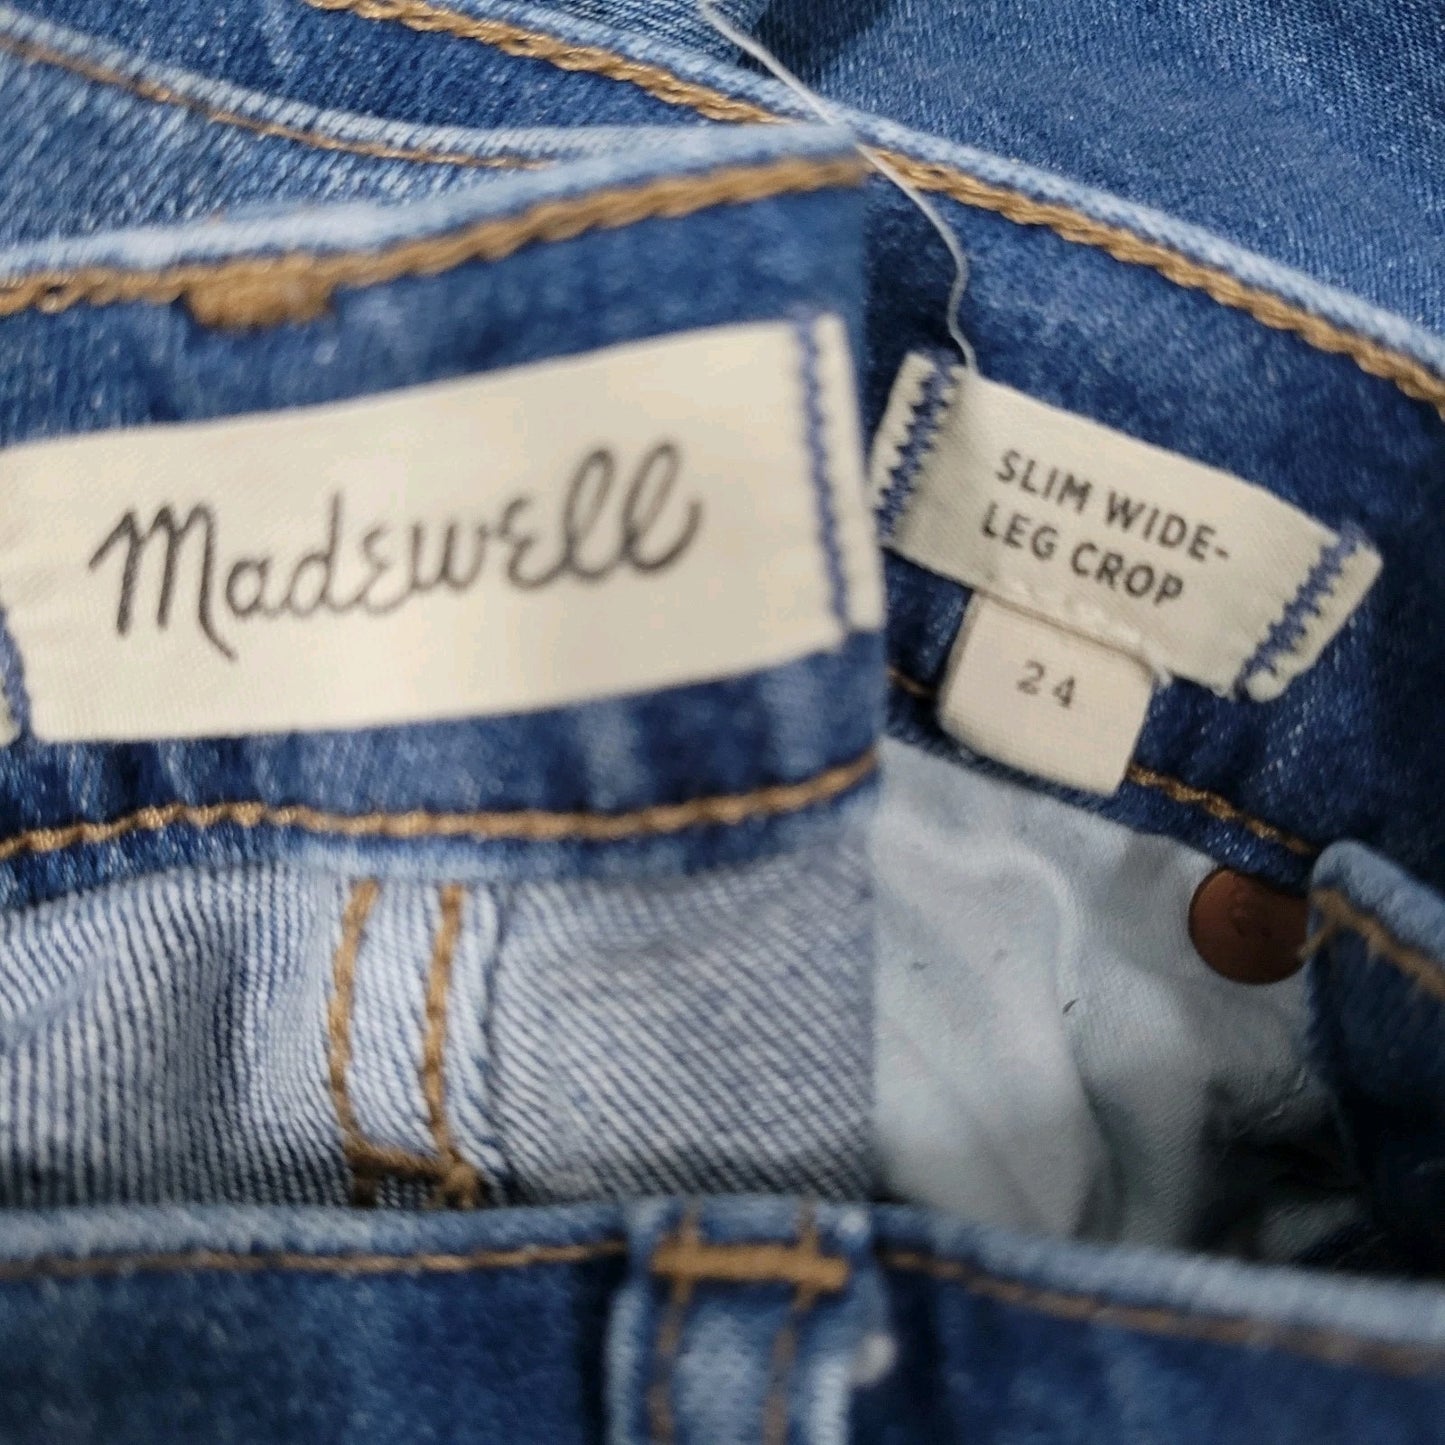 Madewell
SLIM WIDE-
LEG CROP
24